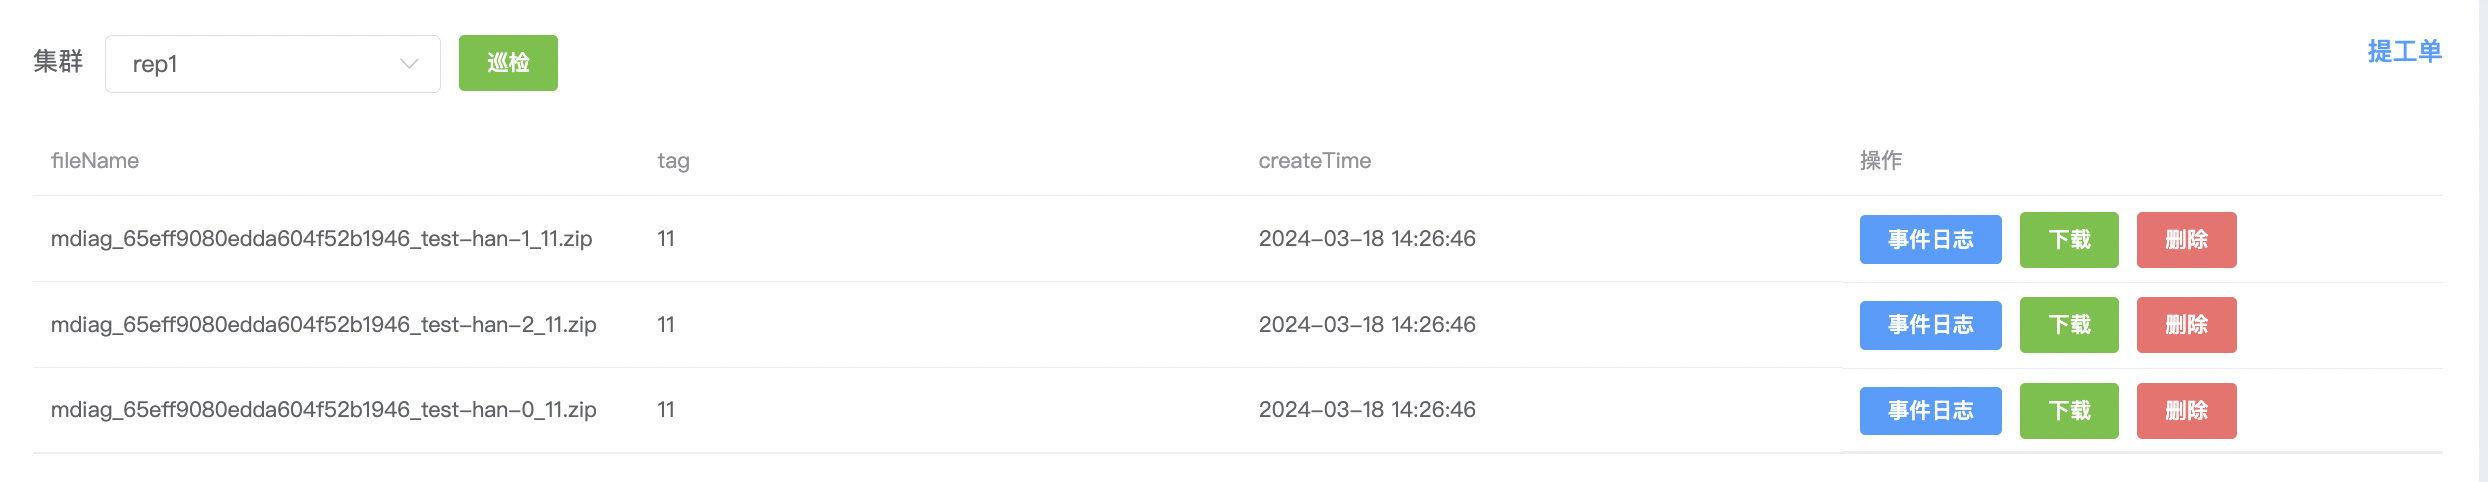 集群 rep1 巡检 提工单
fileName tag createTime 操作
mdiag_65eff9080edda604f52b1946_test-han-1_11.zip 11 2024-03-18 14:26:46 事件日志 下载 删除
mdiag_65eff9080edda604f52b1946_test-han-2_11.zip 11 2024-03-18 14:26:46 事件日志 下载 删除
mdiag_65eff9080edda604f52b1946_test-han-0_11.zip 11 2024-03-18 14:26:46 事件日志 下载 删除